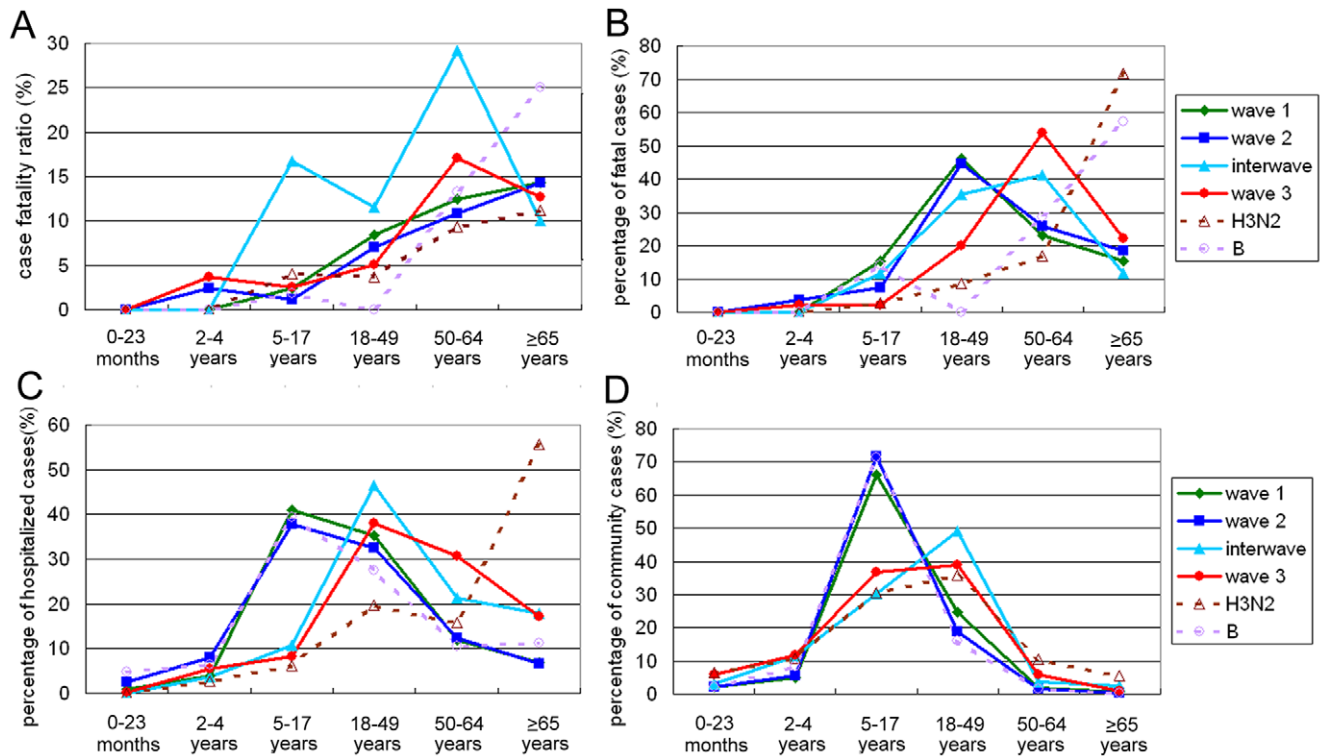 A
case fatality ratio (%)
30
25
20
15
10
5
0
0-23 months
2-4 years
5-17 years
18-49 years
50-64 years
≥65 years
B
percentage of fatal cases (%)
80
70
60
50
40
30
20
10
0
0-23 months
2-4 years
5-17 years
18-49 years
50-64 years
≥65 years
wave 1
wave 2
interwave
wave 3
H3N2
B
C
percentage of hospitalized cases(%)
60
50
40
30
20
10
0
0-23 months
2-4 years
5-17 years
18-49 years
50-64 years
≥65 years
D
percentage of community cases (%)
80
70
60
50
40
30
20
10
0
0-23 months
2-4 years
5-17 years
18-49 years
50-64 years
≥65 years
wave 1
wave 2
interwave
wave 3
H3N2
B